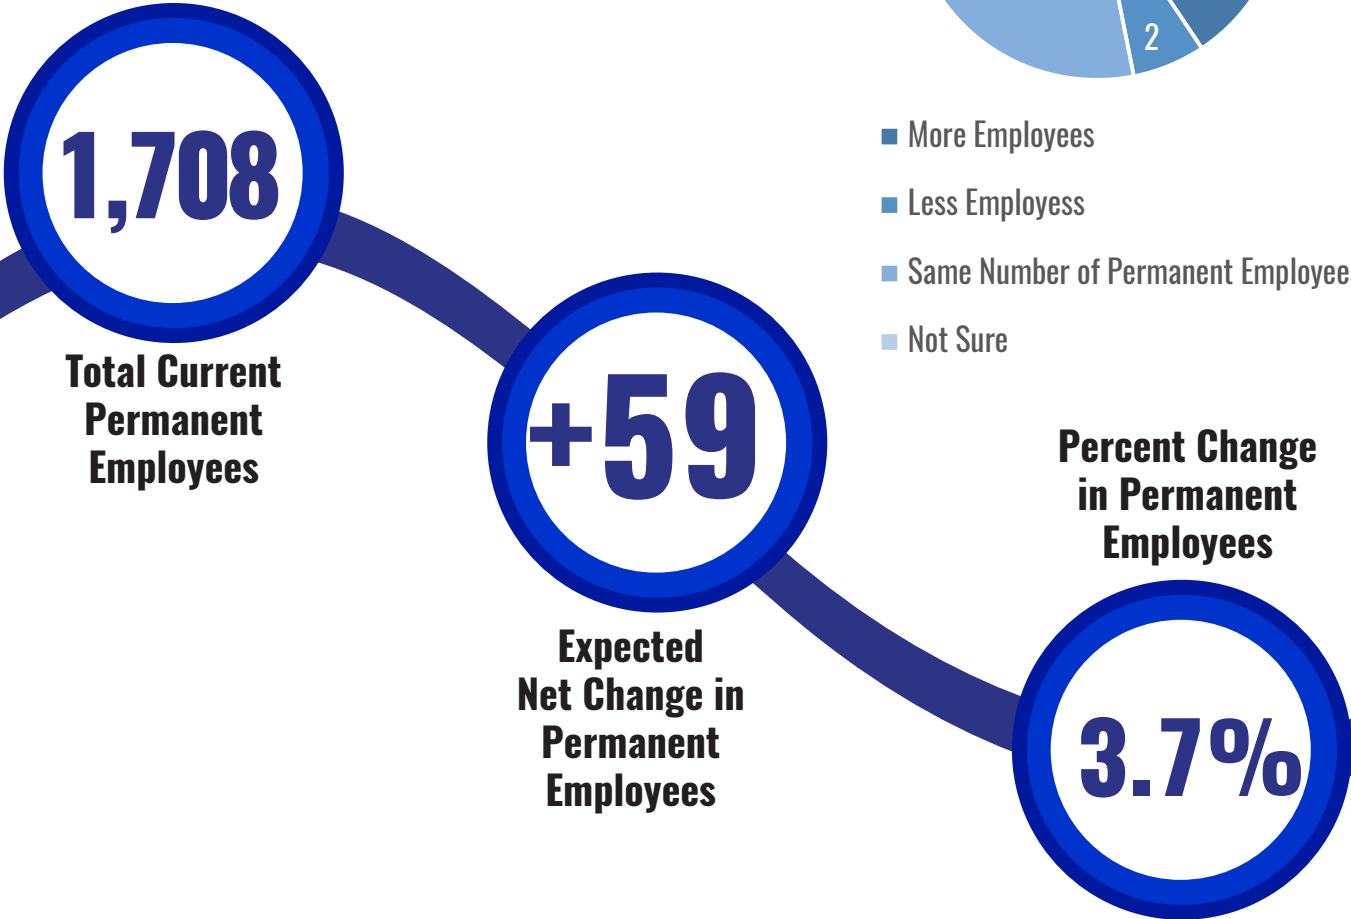 2
1,708
More Employees
Less Employess
Same Number of Permanent Employee
Not Sure
Total Current
Permanent
Employees
+59
Expected
Net Change in
Permanent
Employees
Percent Change
in Permanent
Employees
3.7%